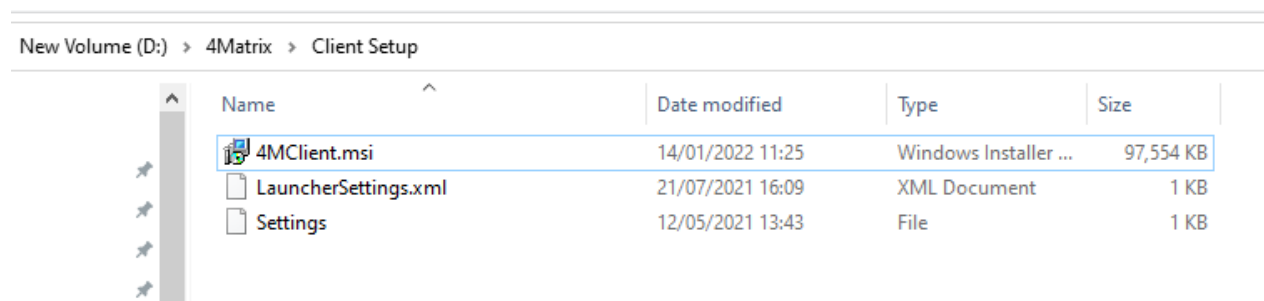 New Volume (D:) > 4Matrix > Client Setup
Name Date modified Type Size
4MClient.msi 14/01/2022 11:25 Windows Installer ... 97,554 KB
LauncherSettings.xml 21/07/2021 16:09 XML Document 1 KB
Settings 12/05/2021 13:43 File 1 KB